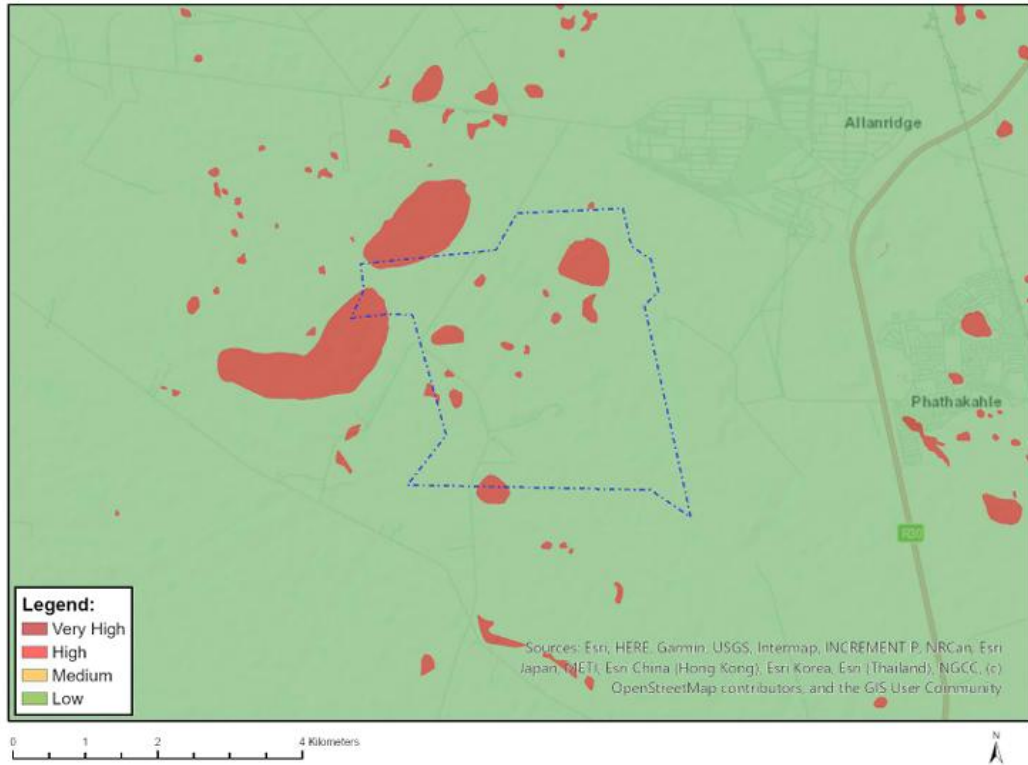 Allanridge
Phathakahle
R30
Legend:
Very High
High
Medium
Low
Sources: Esri, HERE, Garmin, USGS, Intermap, INCREMENT P, NRCan, Esri
Japan, METI, Esri China (Hong Kong), Esri Korea, Esri (Thailand), NGCC, (c)
OpenStreetMap contributors, and the GIS User Community
0 1 2 4 Kilometers
N